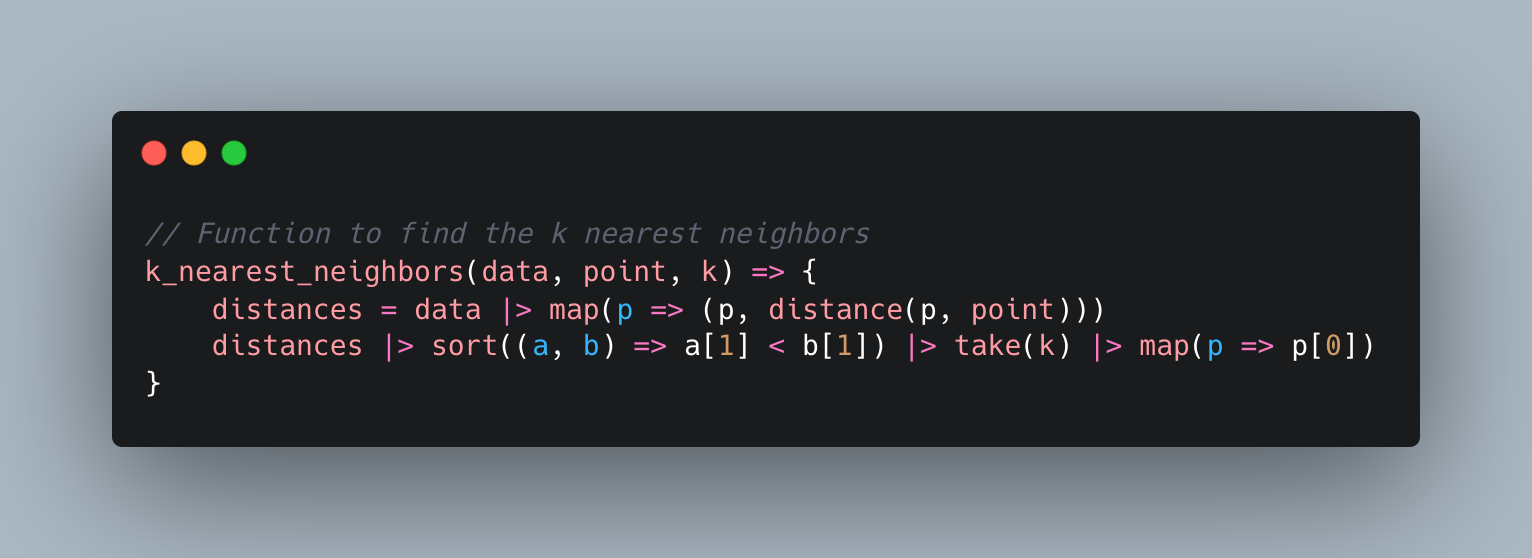 // Function to find the k nearest neighbors
k_nearest_neighbors(data, point, k) => {
    distances = data |> map(p => (p, distance(p, point)))
    distances |> sort((a, b) => a[1] < b[1]) |> take(k) |> map(p => p[0])
}